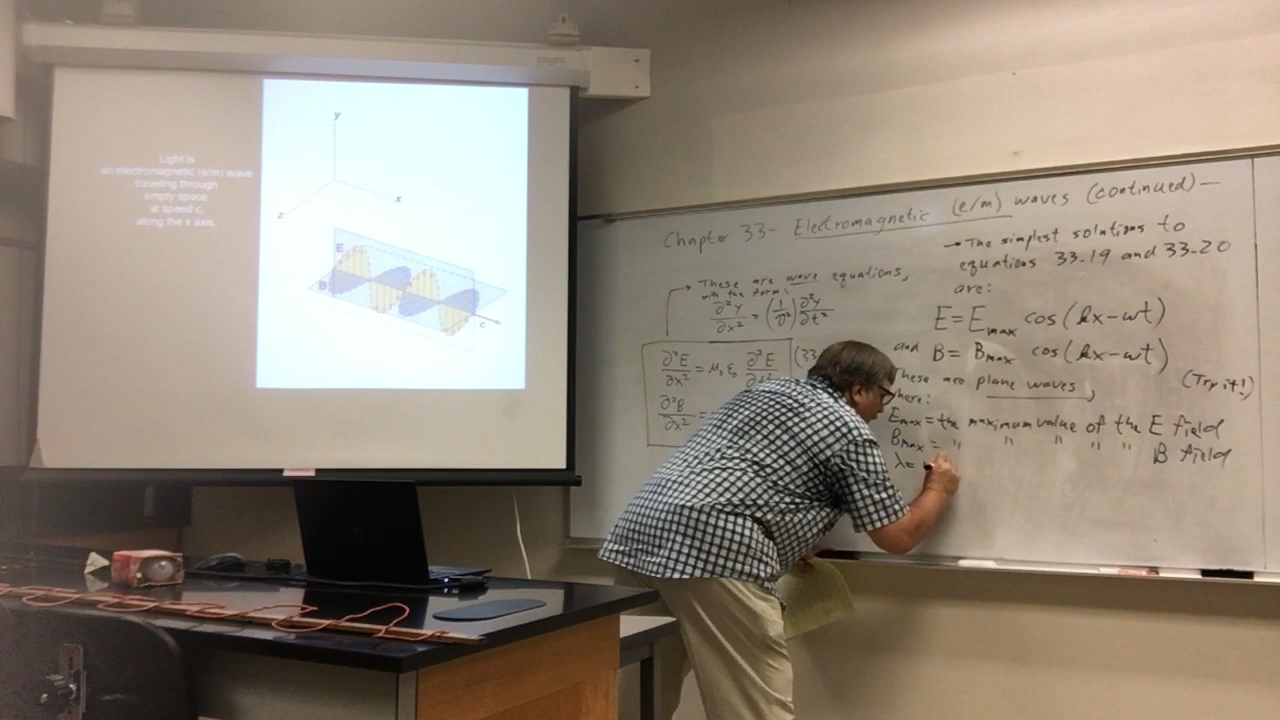 Light is
an electromagnetic (e/m) wave
traveling through
empty space
at speed c,
along the x axis.
y
x
z
E
B
c
Chapter 33- Electromagnetic (e/m) waves (continued)—
→ These are wave equations,
with the form:
∂²y/∂x² = (1/v²) ∂²y/∂t²
∂²E/∂x² = μ₀ε₀ ∂²E (33
∂²B/∂x² =
→ The simplest solutions to
equations 33-19 and 33-20
are:
E = Emax cos(kx-ωt)
and B = Bmax cos(kx-ωt)
These are plane waves, (Try it!)
where:
Emax = the maximum value of the E field
Bmax = " " " " " B field
λ=